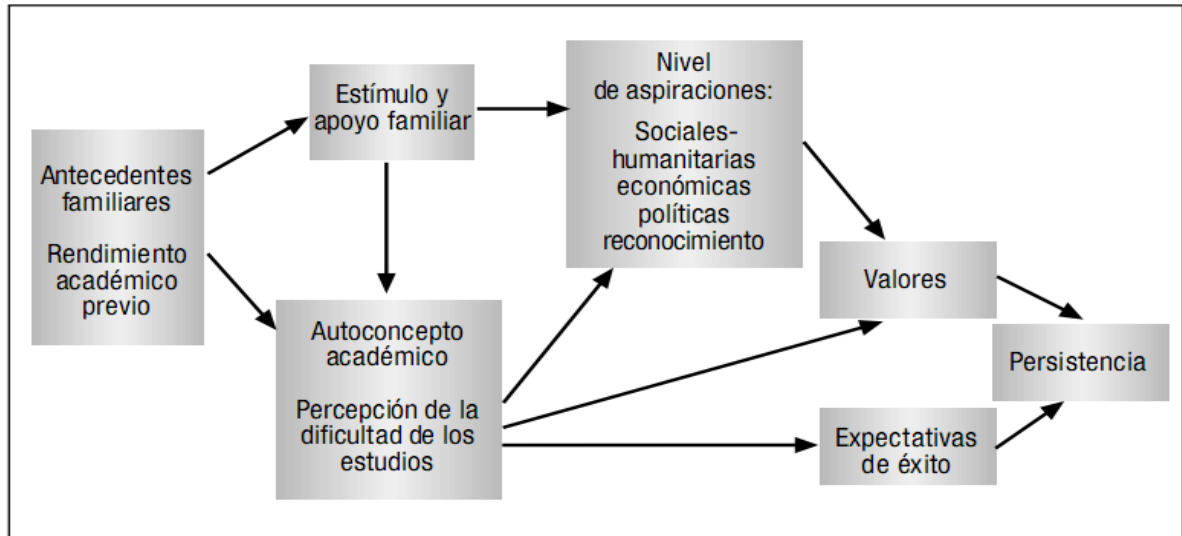 Antecedentes
familiares
Rendimiento
académico
previo
Estímulo y
apoyo familiar
Autoconcepto
académico
Percepción de la
dificultad de los
estudios
Nivel
de aspiraciones:
Sociales-
humanitarias
económicas
políticas
reconocimiento
Valores
Expectativas
de éxito
Persistencia